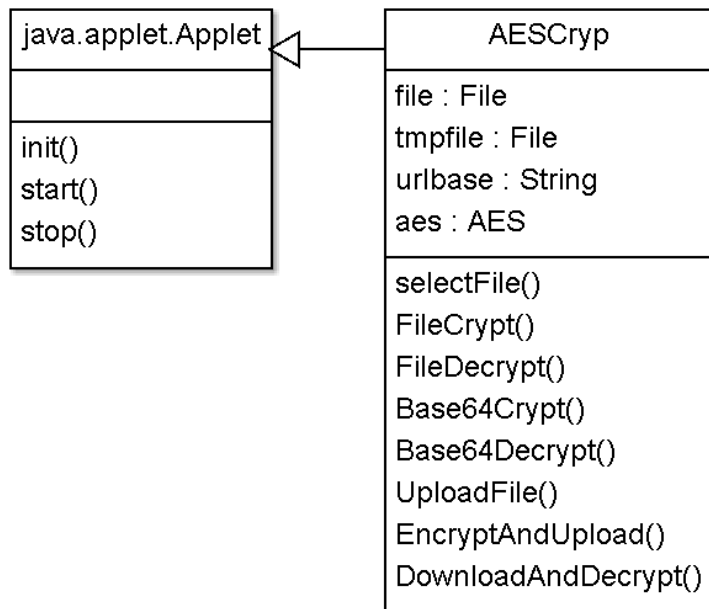 java.applet.Applet
init()
start()
stop()
AESCryp
file : File
tmpfile : File
urlbase : String
aes : AES
selectFile()
FileCrypt()
FileDecrypt()
Base64Crypt()
Base64Decrypt()
UploadFile()
EncryptAndUpload()
DownloadAndDecrypt()